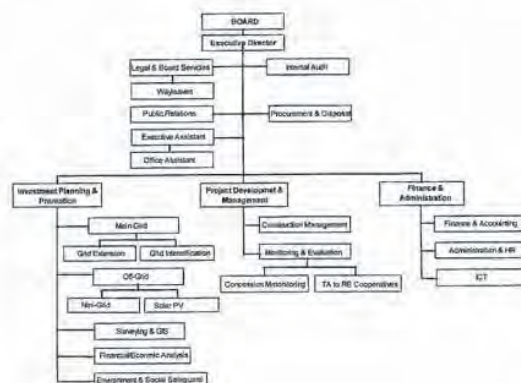 BOARD
Executive Director
Legal & Board Services
Internal Audit
Wayleaves
Public Relations
Procurement & Disposal
Executive Assistant
Office Assistant
Investment Planning &
Promotion
Project Developmet &
Management
Finance &
Administration
Main Grid
Construction Management
Finance & Accounting
Grid Extension
Grid Intensification
Monitoring & Evaluation
Administration & HR
Off-Grid
Concession Mmonitoring
TA to RE Cooperatives
ICT
Mini-Grid
Solar PV
Surveying & GIS
Financial/Economic Analysis
Environment & Social Safeguard